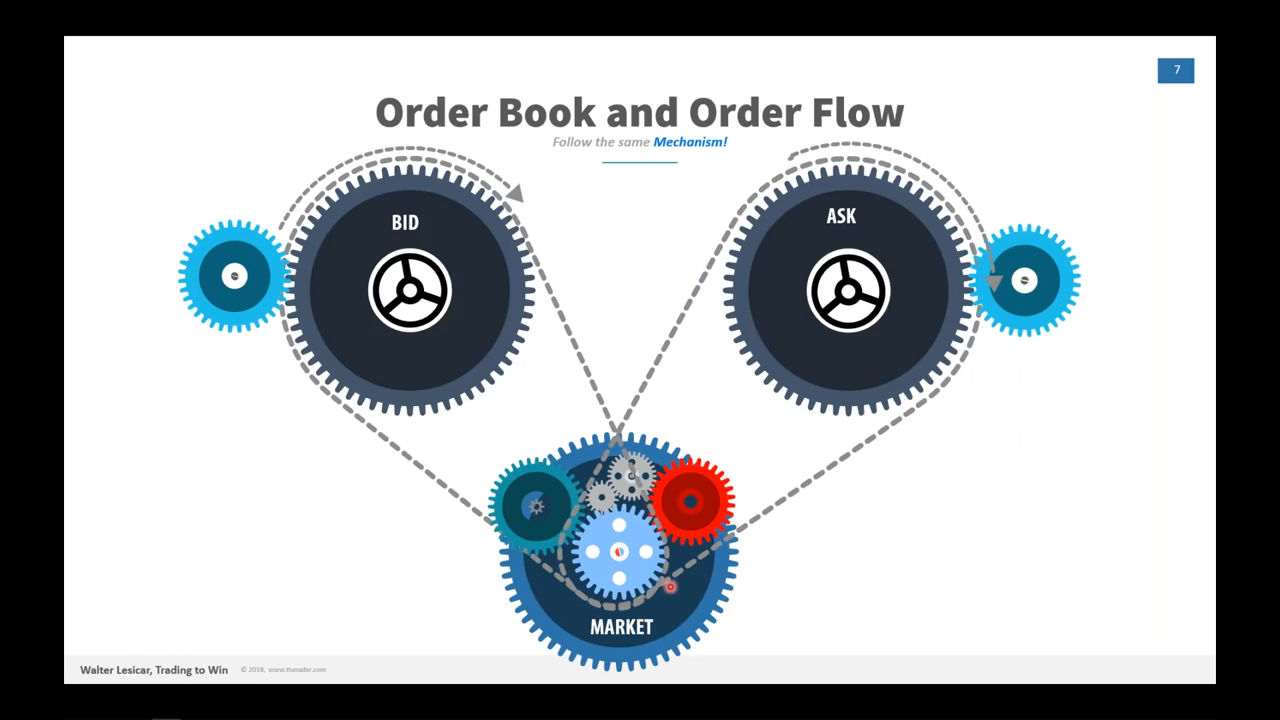 7
Order Book and Order Flow
Follow the same Mechanism!
BID
ASK
MARKET
Walter Lesicar, Trading to Win © 2018, www.ttwrader.com